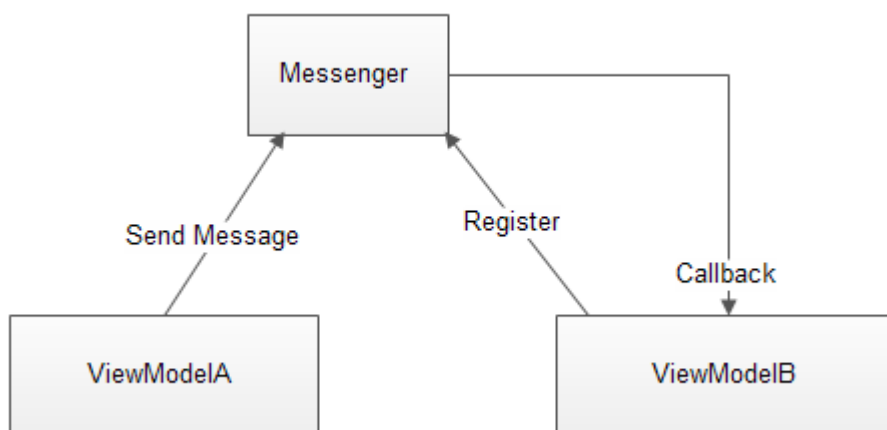 Messenger
Register
Send Message
Callback
ViewModelA
ViewModelB